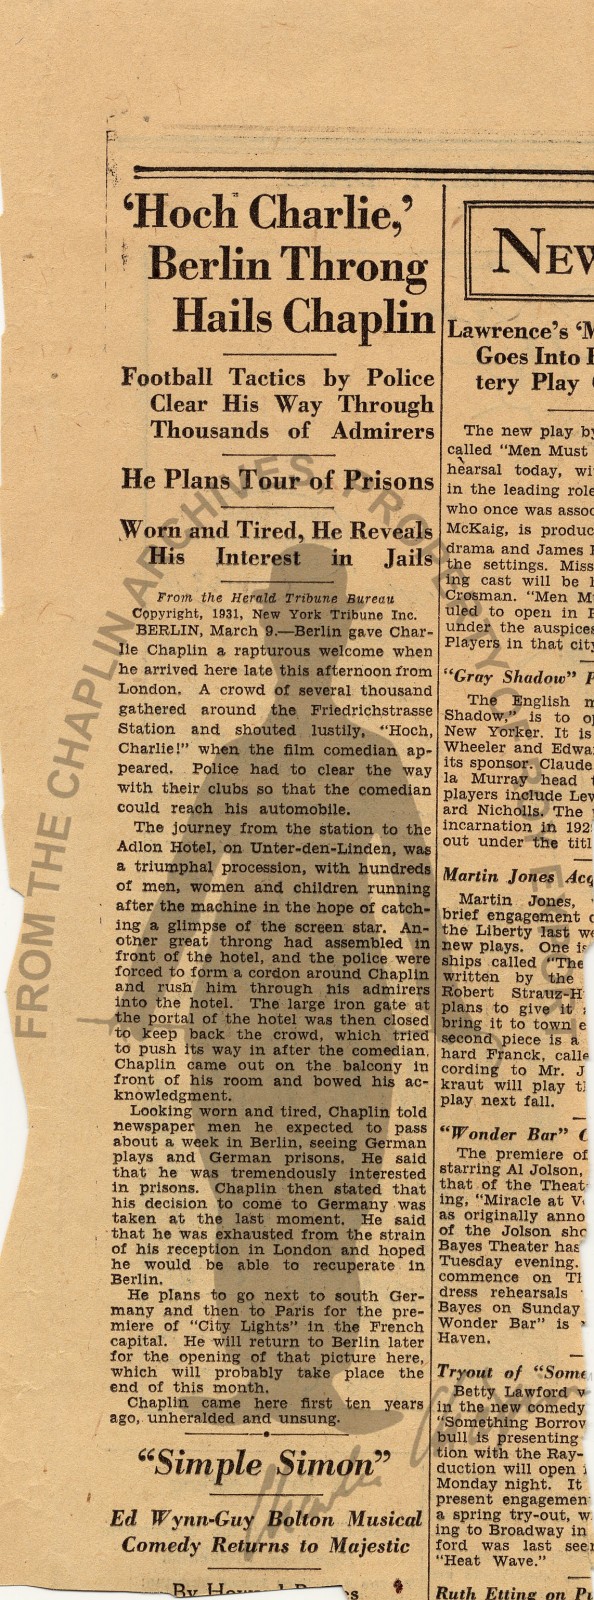 'Hoch Charlie,'
Berlin Throng
Hails Chaplin
Football Tactics by Police
Clear His Way Through
Thousands of Admirers
He Plans Tour of Prisons
Worn and Tired, He Reveals
His Interest in Jails
From the Herald Tribune Bureau
Copyright, 1931, New York Tribune Inc.
BERLIN, March 9.—Berlin gave Char-
lie Chaplin a rapturous welcome when
he arrived here late this afternoon from
London. A crowd of several thousand
gathered around the Friedrichstrasse
Station and shouted lustily, "Hoch,
Charlie!" when the film comedian ap-
peared. Police had to clear the way
with their clubs so that the comedian
could reach his automobile.
The journey from the station to the
Adlon Hotel, on Unter-den-Linden, was
a triumphal procession, with hundreds
of men, women and children running
after the machine in the hope of catch-
ing a glimpse of the screen star. An-
other great throng had assembled in
front of the hotel, and the police were
forced to form a cordon around Chaplin
and rush him through his admirers
into the hotel. The large iron gate at
the portal of the hotel was then closed
to keep back the crowd, which tried
to push its way in after the comedian.
Chaplin came out on the balcony in
front of his room and bowed his ac-
knowledgment.
Looking worn and tired, Chaplin told
newspaper men he expected to pass
about a week in Berlin, seeing German
plays and German prisons. He said
that he was tremendously interested
in prisons. Chaplin then stated that
his decision to come to Germany was
taken at the last moment. He said
that he was exhausted from the strain
of his reception in London and hoped
he would be able to recuperate in
Berlin.
He plans to go next to south Ger-
many and then to Paris for the pre-
miere of "City Lights" in the French
capital. He will return to Berlin later
for the opening of that picture here,
which will probably take place the
end of this month.
Chaplin came here first ten years
ago, unheralded and unsung.
"Simple Simon"
Ed Wynn-Guy Bolton Musical
Comedy Returns to Majestic
By
NEW
Lawrence's 'M
Goes Into
tery Play
The new play by
called "Men Must
hearsal today, wi
in the leading role
who once was assoc
McKaig, is produc
drama and James
the settings. Miss
ing cast will be
Crosman. "Men M
uled to open in
under the auspices
Players in that city
"Gray Shadow" P
The English m
Shadow," is to op
New Yorker. It is
Wheeler and Edwa
its sponsor. Claude
la Murray head
players include Lev
ard Nicholls. The
incarnation in 192
out under the titl
Martin Jones Acq
Martin Jones,
brief engagement
the Liberty last we
new plays. One is
ships called "The
written by the
Robert Strauz-H
plans to give it
bring it to town e
second piece is a
hard Franck, calle
cording to Mr. J
kraut will play t
play next fall.
"Wonder Bar"
The premiere of
starring Al Jolson,
that of the Theat
ing, "Miracle at V
as originally anno
of the Jolson sho
Bayes Theater has
Tuesday evening.
commence on T
dress rehearsals
Bayes on Sunday
Wonder Bar" is
Haven.
Tryout of "Some
Betty Lawford
in the new comedy
"Something Borrow
bull is presenting
tion with the Ray-
duction will open
Monday night. It
present engagemen
a spring try-out, w
ing to Broadway in
ford was last see
"Heat Wave."
Ruth Etting on
FROM THE CHAPLIN ARCHIVES, PROPERTY OF ROY EXPORT